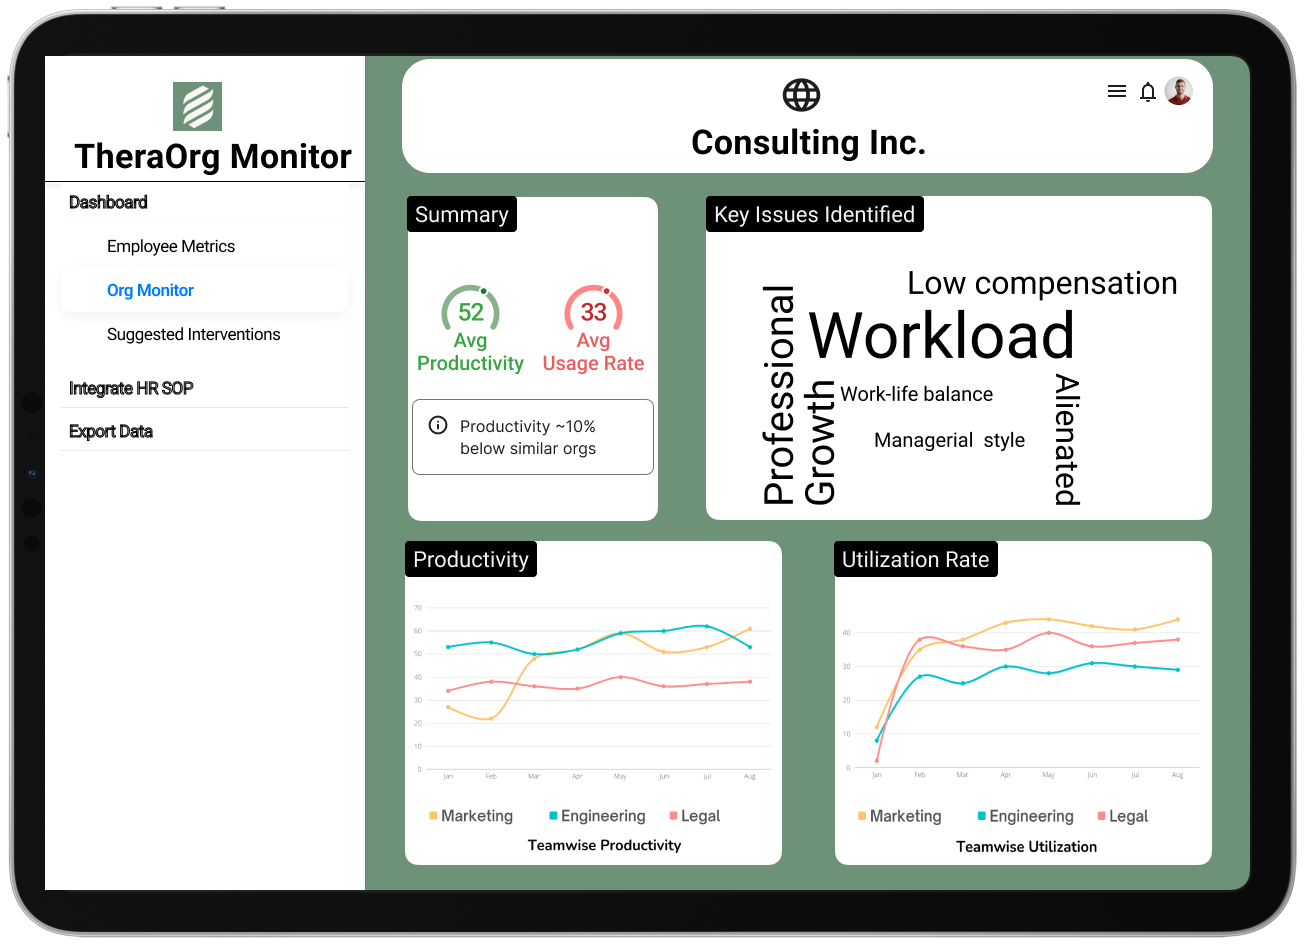 TheraOrg Monitor
Dashboard
Employee Metrics
Org Monitor
Suggested Interventions
Integrate HR SOP
Export Data
Consulting Inc.
Summary
52
Avg
Productivity
33
Avg
Usage Rate
Productivity ~10%
below similar orgs
Key Issues Identified
Low compensation
Workload
Professional
Growth
Work-life balance
Managerial style
Alienated
Productivity
70
60
50
40
30
20
10
0
Jan Feb Mar Apr May Jun Jul Aug
Marketing Engineering Legal
Teamwise Productivity
Utilization Rate
40
30
20
10
0
Jan Feb Mar Apr May Jun Jul Aug
Marketing Engineering Legal
Teamwise Utilization